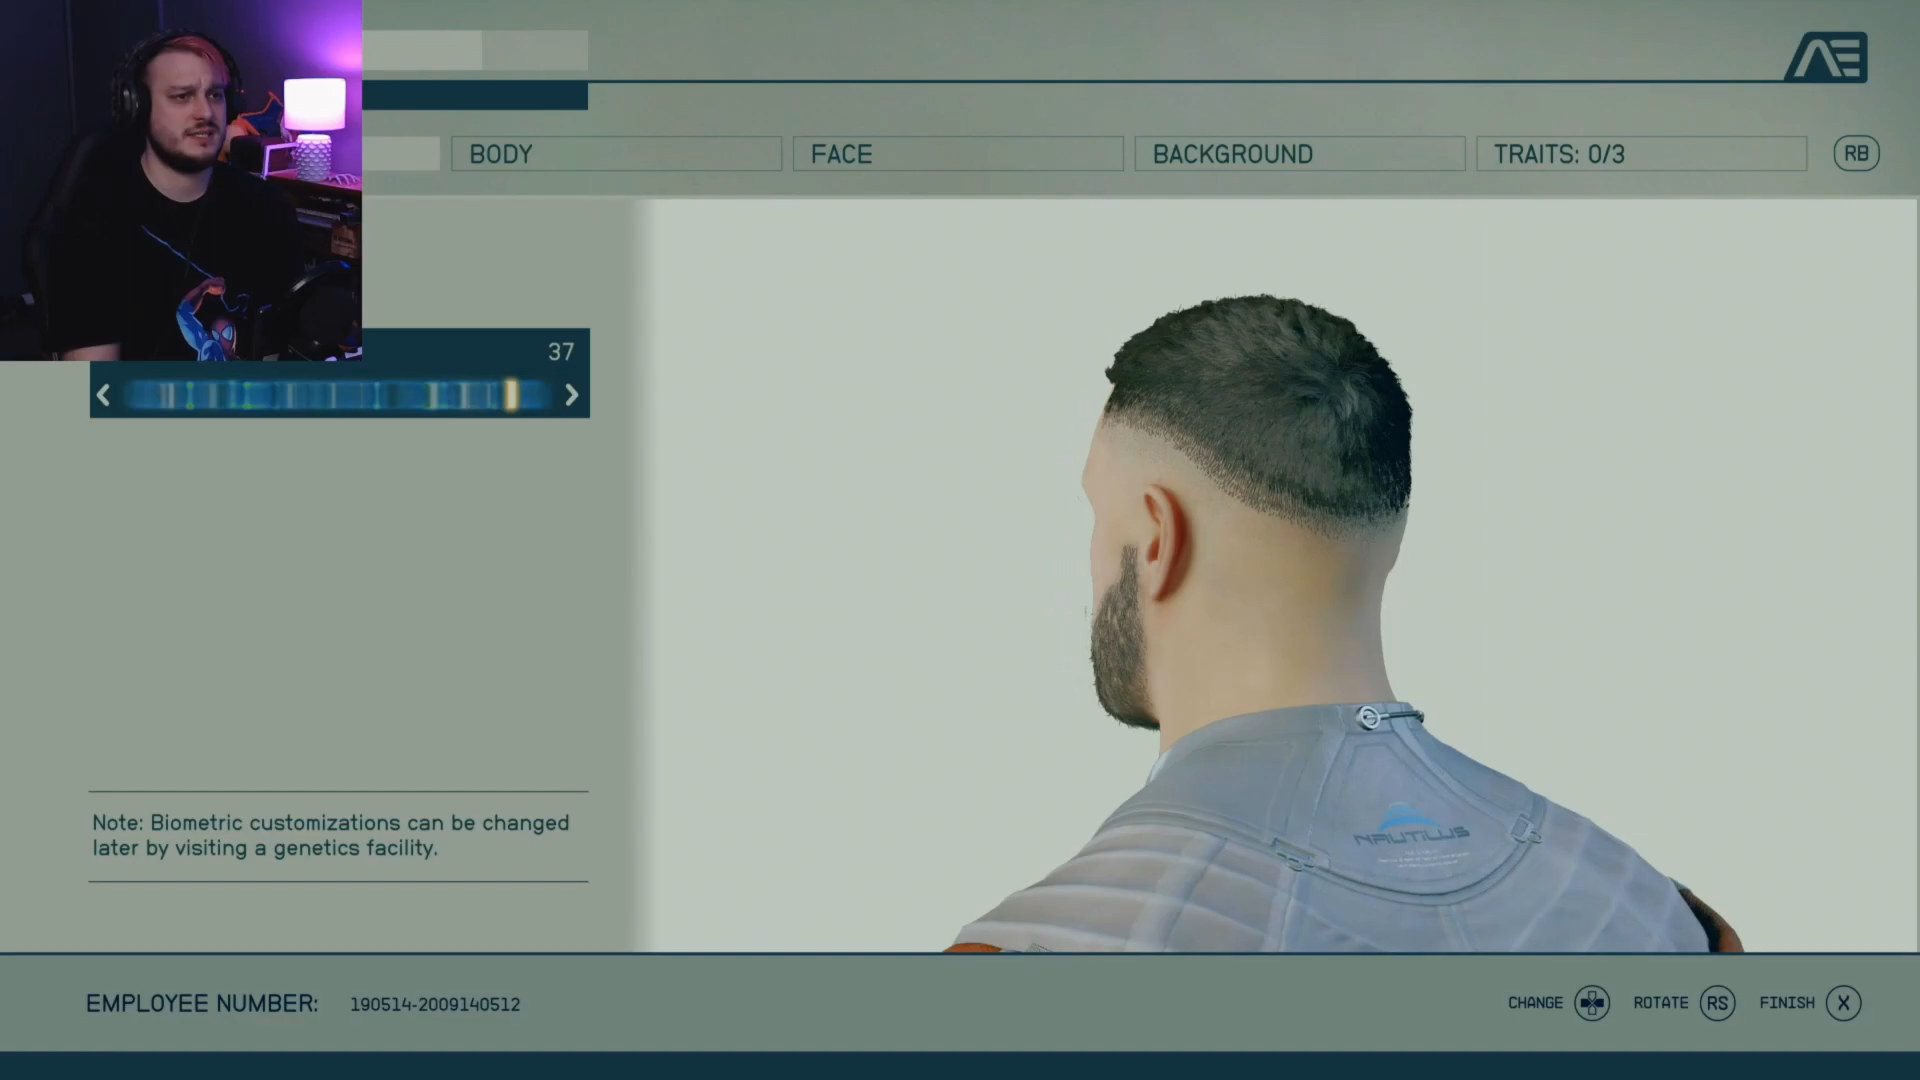 AE
BODY
FACE
BACKGROUND
TRAITS: 0/3
RB
37
NAUTILUS
Note: Biometric customizations can be changed
later by visiting a genetics facility.
EMPLOYEE NUMBER: 190514-2009140512
CHANGE
ROTATE RS
FINISH X